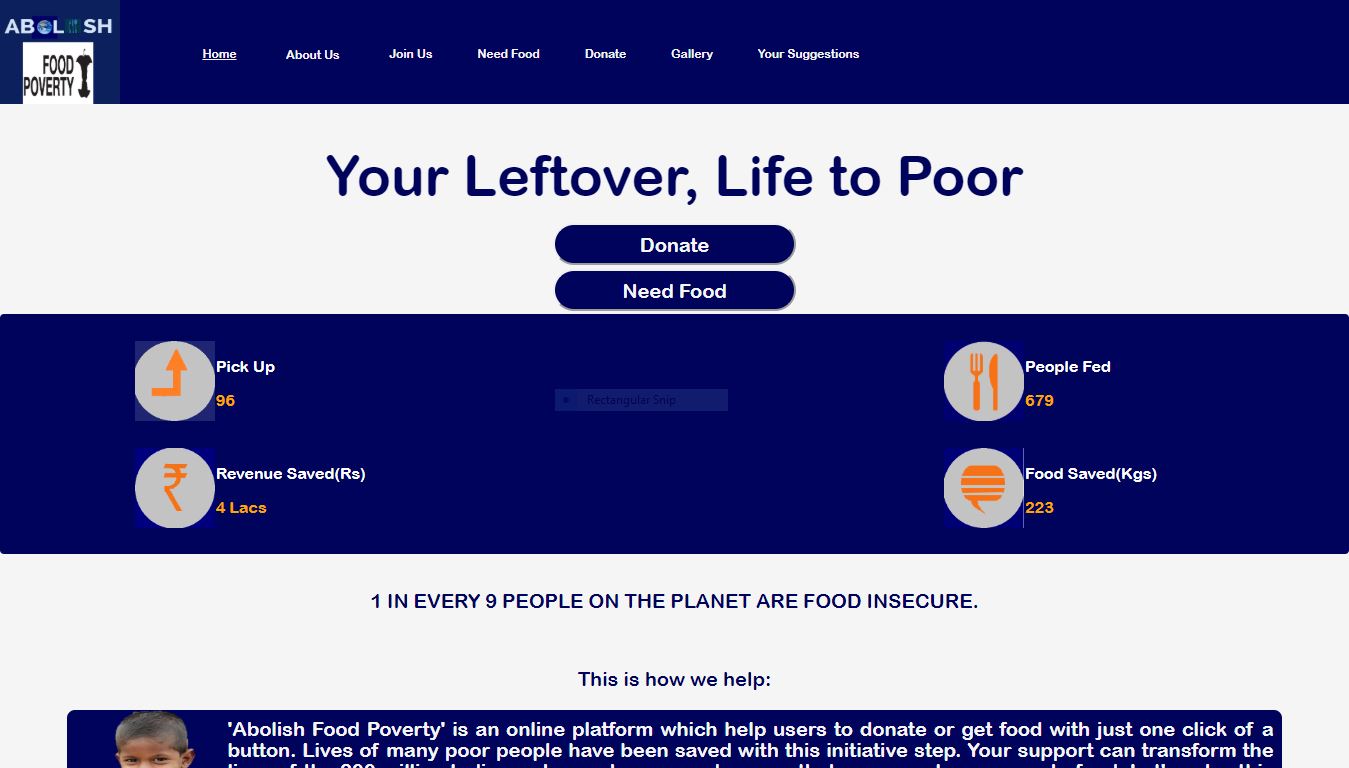 ABOLISH
FOOD
POVERTY
Home About Us Join Us Need Food Donate Gallery Your Suggestions
Your Leftover, Life to Poor
Donate
Need Food
Pick Up
96
People Fed
679
Rectangular Snip
Revenue Saved(Rs)
4 Lacs
Food Saved(Kgs)
223
1 IN EVERY 9 PEOPLE ON THE PLANET ARE FOOD INSECURE.
This is how we help:
'Abolish Food Poverty' is an online platform which help users to donate or get food with just one click of a
button. Lives of many poor people have been saved with this initiative step. Your support can transform the